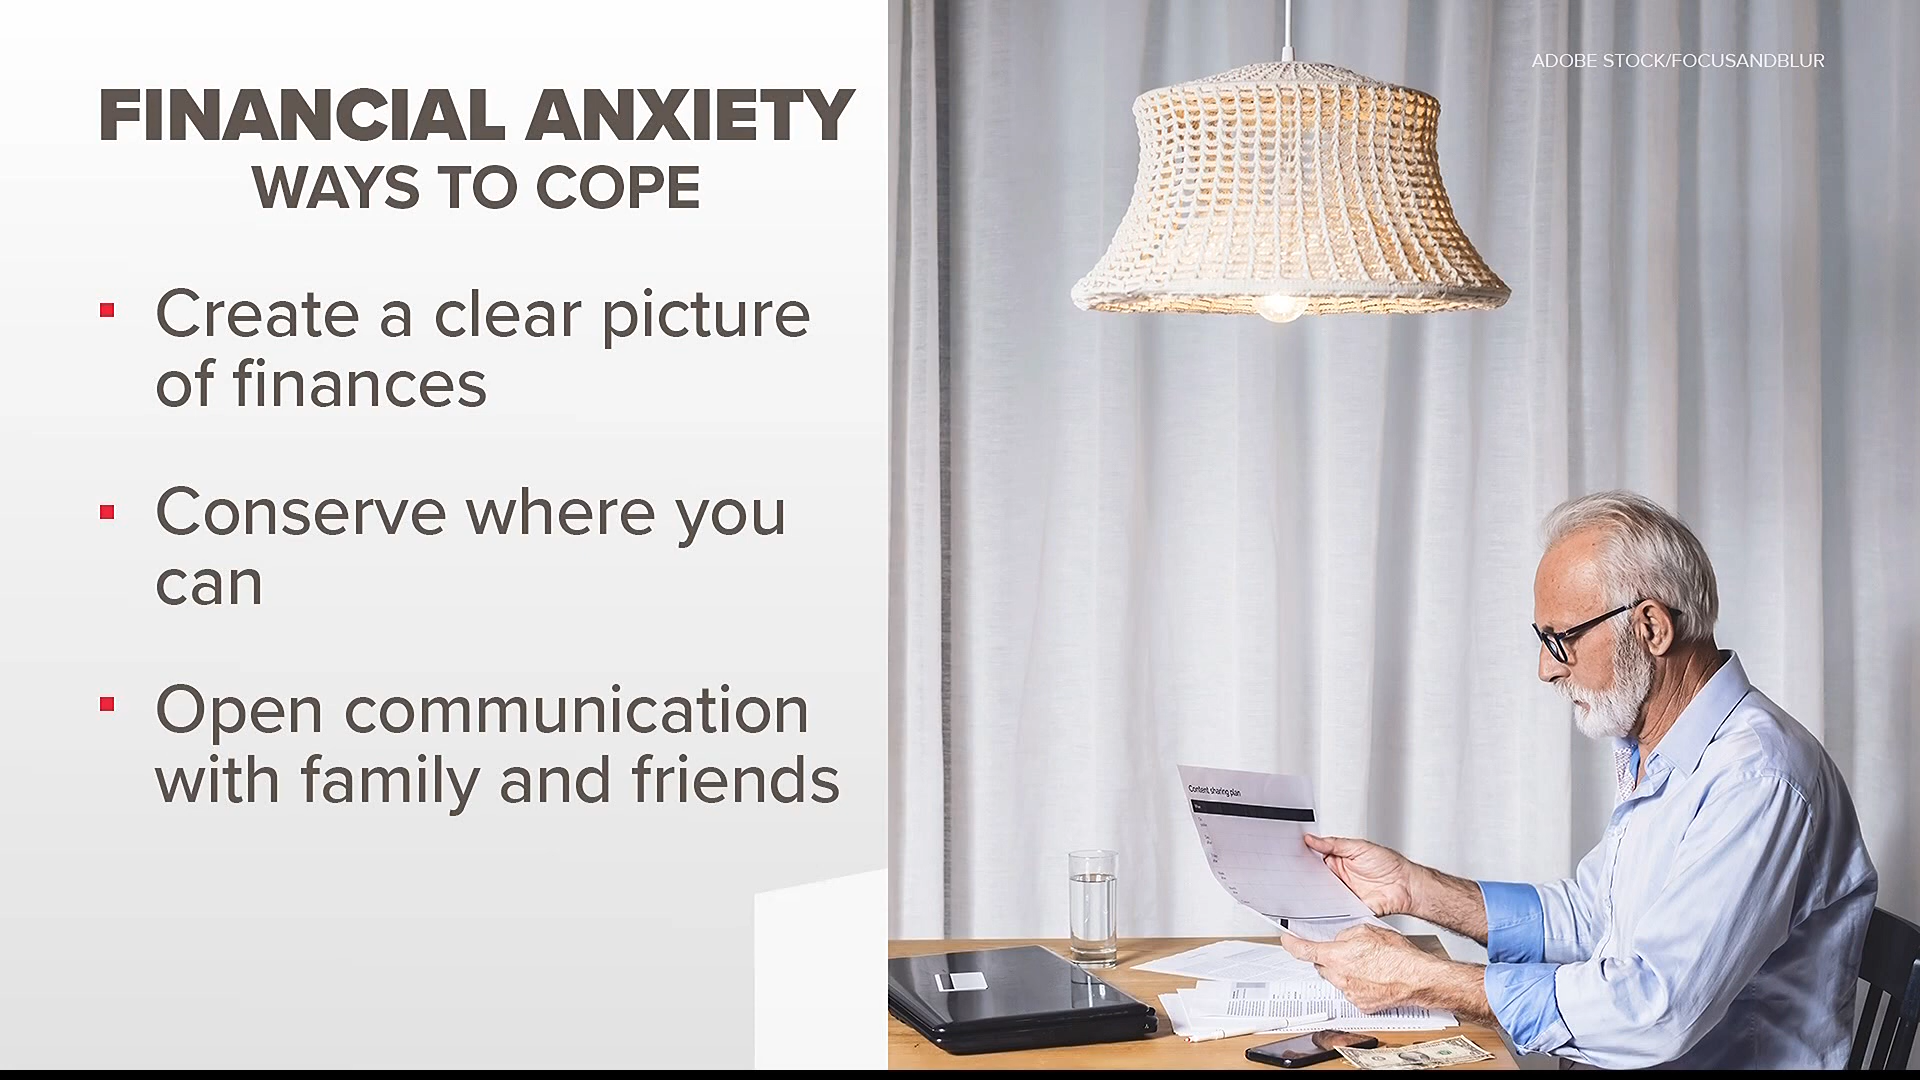 FINANCIAL ANXIETY
WAYS TO COPE
Create a clear picture
of finances
Conserve where you
can
Open communication
with family and friends
ADOBE STOCK/FOCUSANDBLUR
Content sharing plan